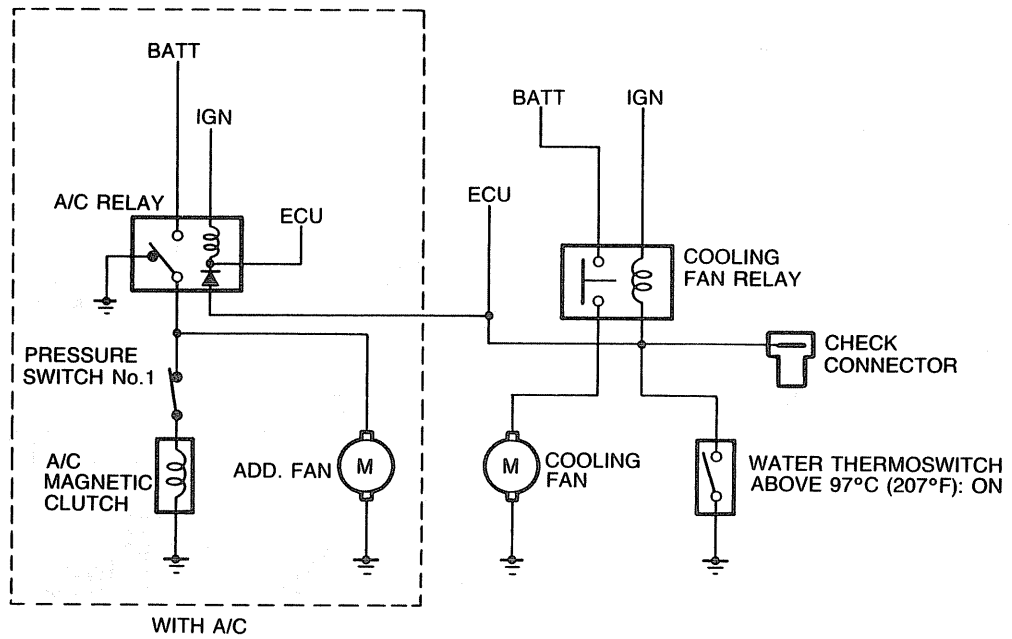 BATT
IGN
A/C RELAY
ECU
PRESSURE
SWITCH No.1
A/C
MAGNETIC
CLUTCH
ADD. FAN
M
WITH A/C
BATT
IGN
ECU
COOLING
FAN RELAY
CHECK
CONNECTOR
M
COOLING
FAN
WATER THERMOSWITCH
ABOVE 97°C (207°F): ON